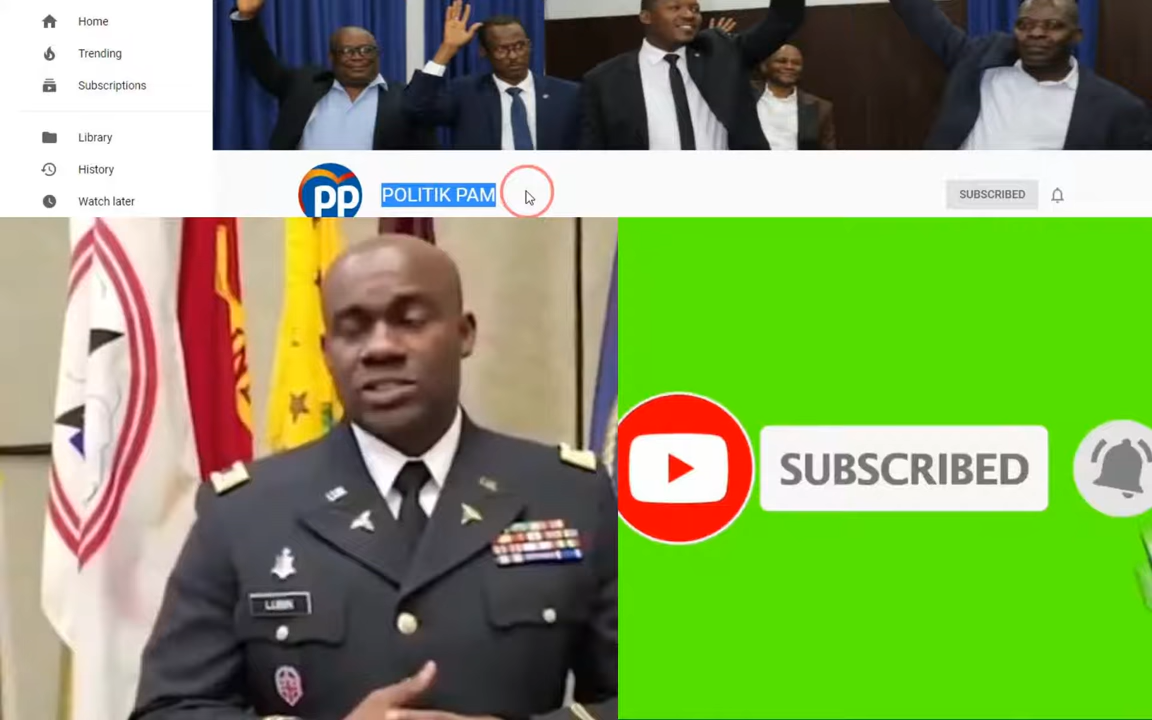 Home
Trending
Subscriptions
Library
History
Watch later
pp
POLITIK PAM
SUBSCRIBED
LUBIN
SUBSCRIBED